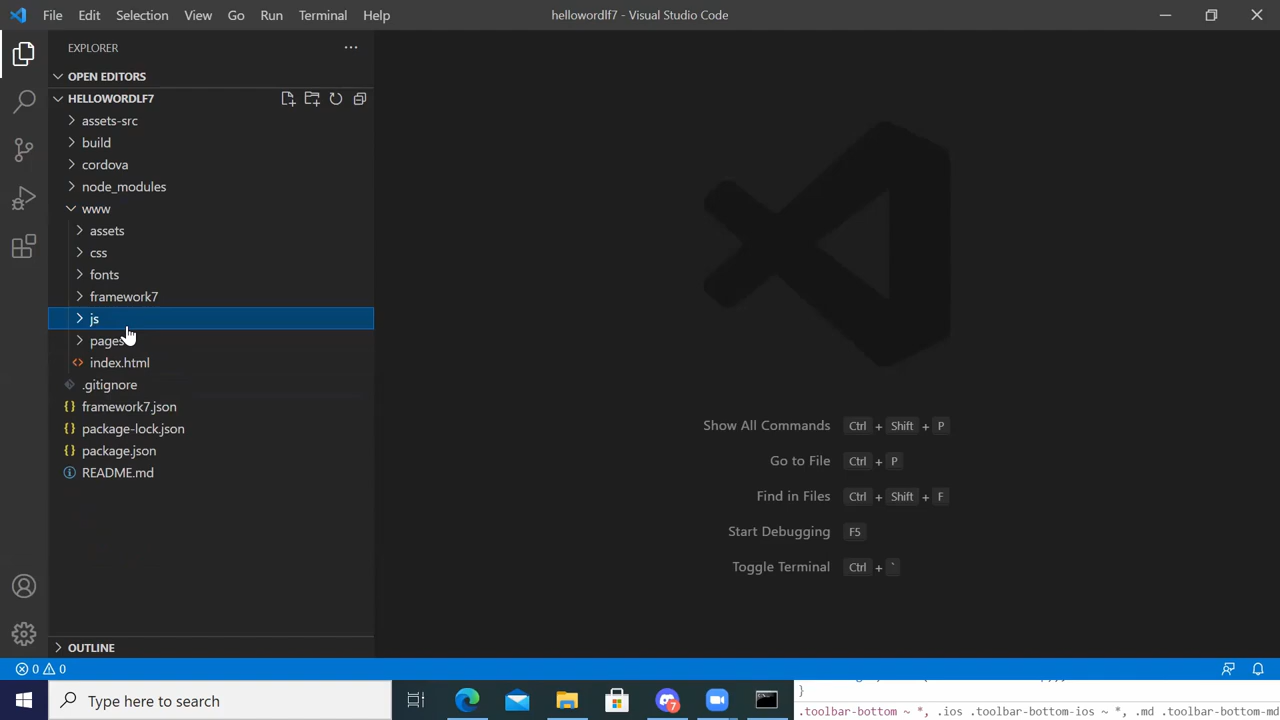 File Edit Selection View Go Run Terminal Help
hellowordlf7 - Visual Studio Code
EXPLORER
OPEN EDITORS
HELLOWORDLF7
assets-src
build
cordova
node_modules
www
assets
css
fonts
framework7
js
pages
index.html
.gitignore
framework7.json
package-lock.json
package.json
README.md
OUTLINE
Show All Commands Ctrl + Shift + P
Go to File Ctrl + P
Find in Files Ctrl + Shift + F
Start Debugging F5
Toggle Terminal Ctrl + `
0 0
Type here to search
7
}
.toolbar-bottom ~ *, .ios .toolbar-bottom-ios ~ *, .md .toolbar-bottom-md